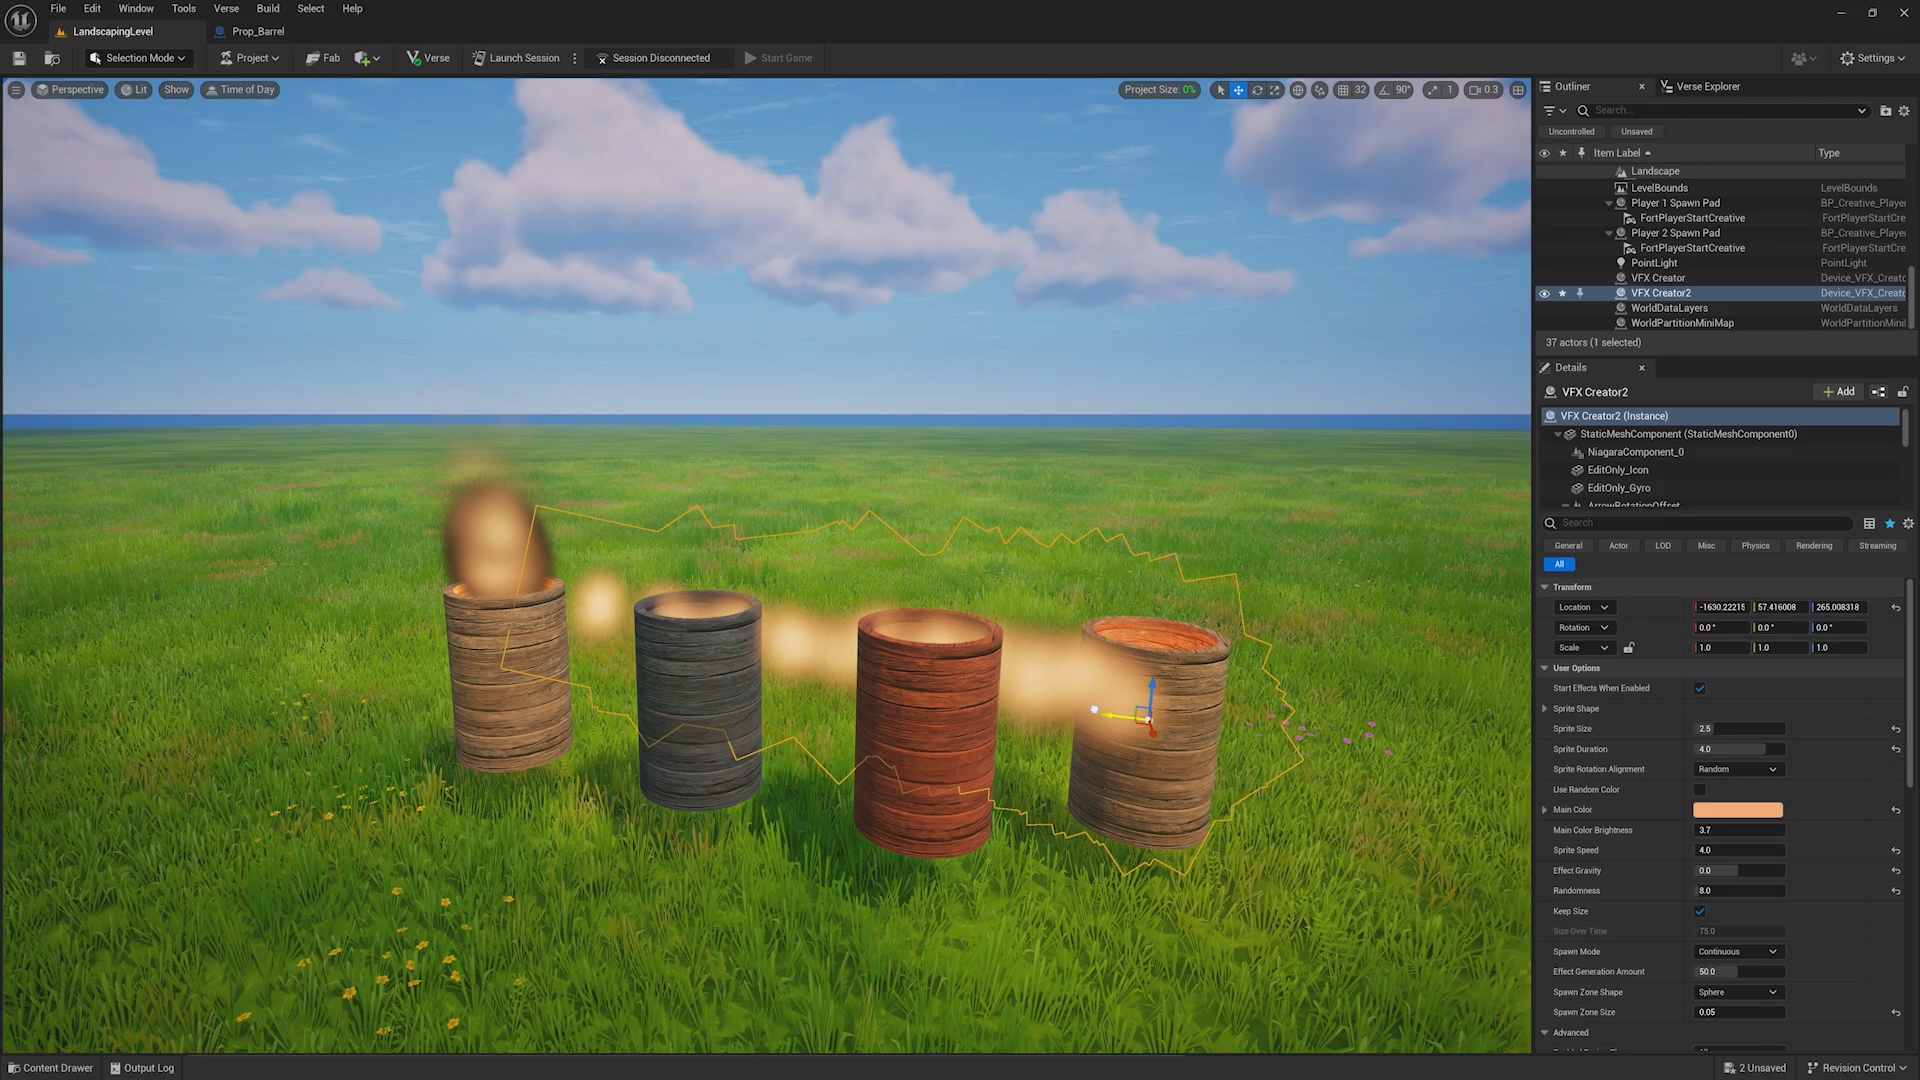 File Edit Window Tools Verse Build Select Help
LandscapingLevel
Prop_Barrel
Selection Mode
Project
Fab
Verse
Launch Session
Session Disconnected
Start Game
Settings
Perspective
Lit
Show
Time of Day
Project Size: 0%
32
90°
1
0.3
Outliner
Verse Explorer
Search...
Uncontrolled
Unsaved
Item Label
Type
Landscape
LevelBounds LevelBounds
Player 1 Spawn Pad BP_Creative_Player
FortPlayerStartCreative FortPlayerStartCre
Player 2 Spawn Pad BP_Creative_Player
FortPlayerStartCreative FortPlayerStartCre
PointLight PointLight
VFX Creator Device_VFX_Creato
VFX Creator2 Device_VFX_Creato
WorldDataLayers WorldDataLayers
WorldPartitionMiniMap WorldPartitionMini
37 actors (1 selected)
Details
VFX Creator2
Add
VFX Creator2 (Instance)
StaticMeshComponent (StaticMeshComponent0)
NiagaraComponent_0
EditOnly_Icon
EditOnly_Gyro
ArrowRotationOffset
Search
General Actor LOD Misc Physics Rendering Streaming
All
Transform
Location -1630.22215 57.416008 265.008318
Rotation 0.0° 0.0° 0.0°
Scale 1.0 1.0 1.0
User Options
Start Effects When Enabled
Sprite Shape
Sprite Size 2.5
Sprite Duration 4.0
Sprite Rotation Alignment Random
Use Random Color
Main Color
Main Color Brightness 3.7
Sprite Speed 4.0
Effect Gravity 0.0
Randomness 8.0
Keep Size
Size Over Time 75.0
Spawn Mode Continuous
Effect Generation Amount 50.0
Spawn Zone Shape Sphere
Spawn Zone Size 0.05
Advanced
Content Drawer
Output Log
2 Unsaved
Revision Control